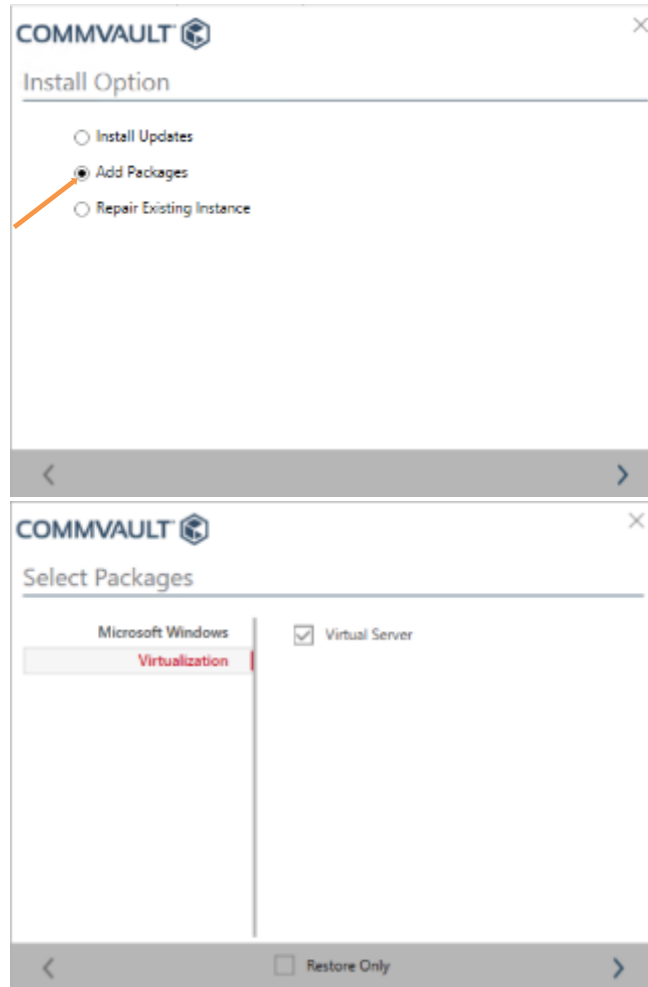 COMMVAULT
Install Option
Install Updates
Add Packages
Repair Existing Instance
COMMVAULT
Select Packages
Microsoft Windows
Virtual Server
Virtualization
Restore Only